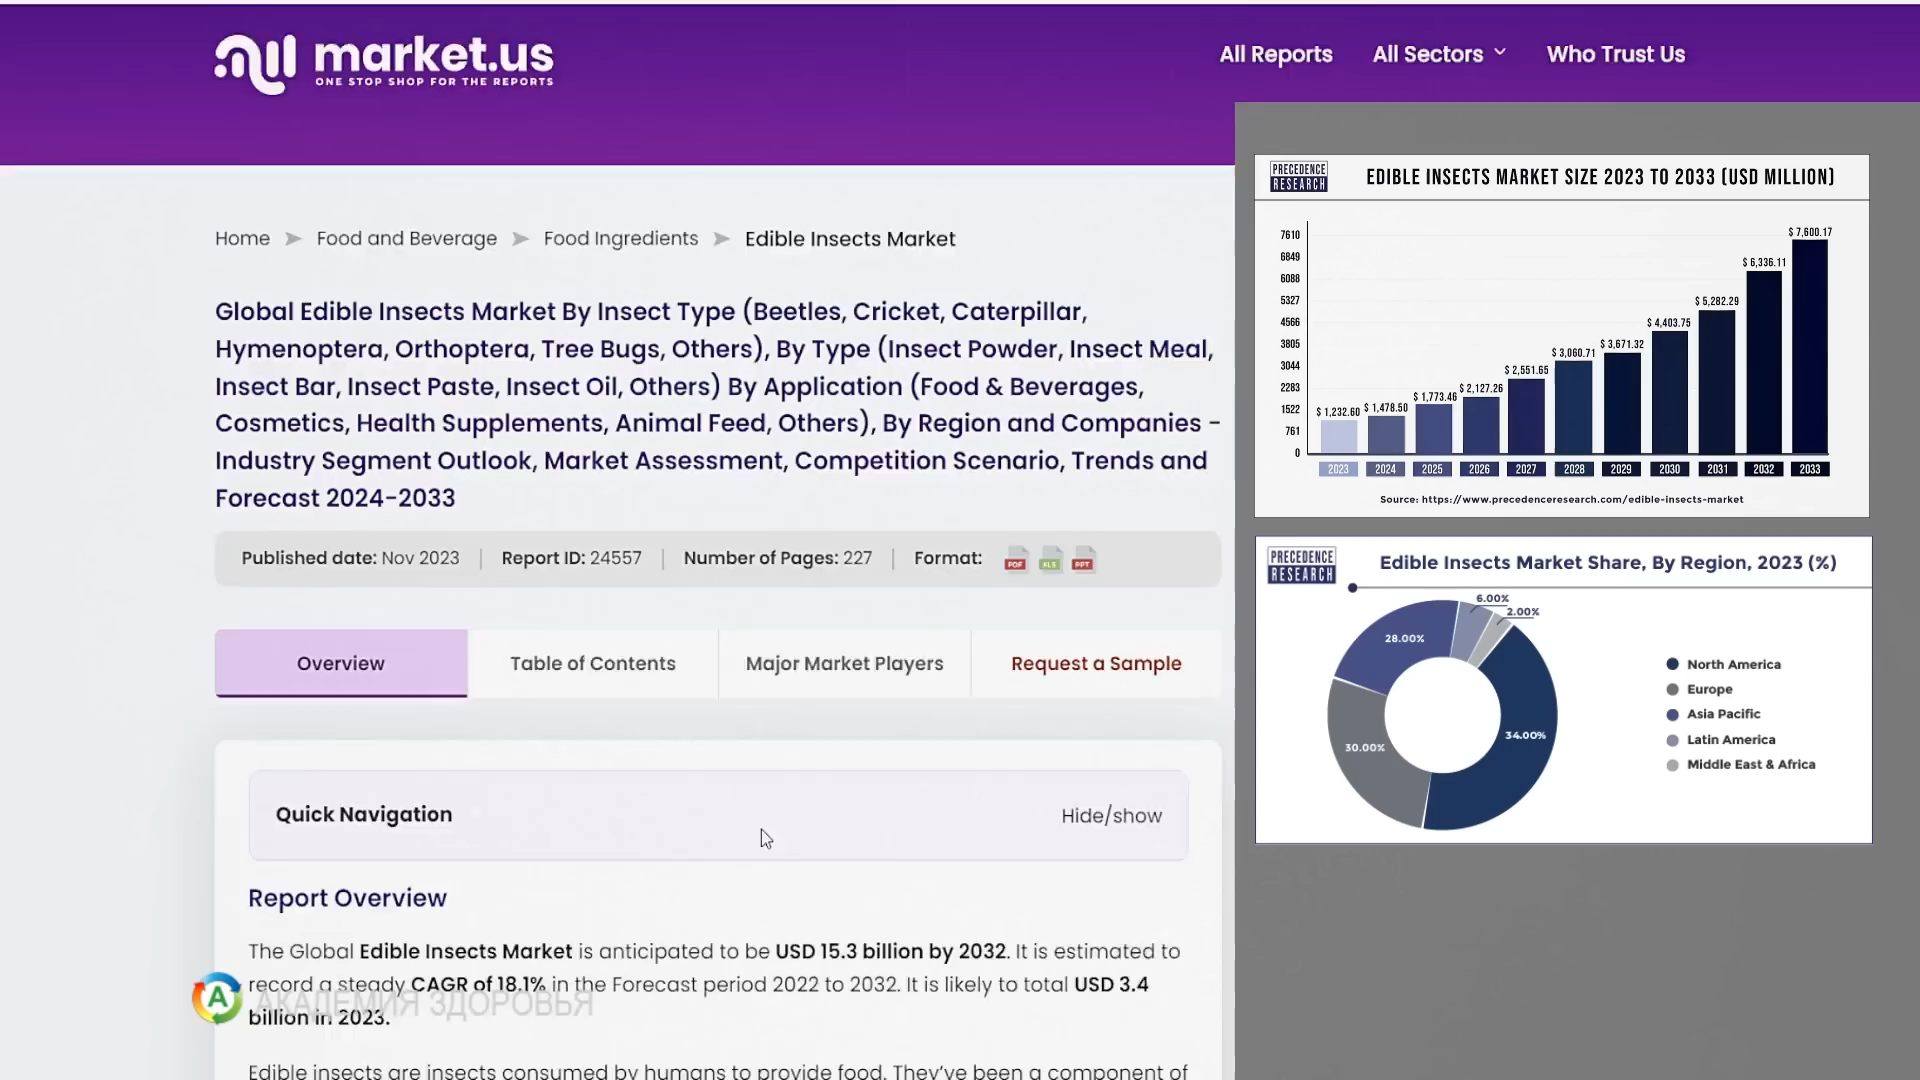 market.us
ONE STOP SHOP FOR THE REPORTS
All Reports
All Sectors
Who Trust Us
Home
Food and Beverage
Food Ingredients
Edible Insects Market
Global Edible Insects Market By Insect Type (Beetles, Cricket, Caterpillar,
Hymenoptera, Orthoptera, Tree Bugs, Others), By Type (Insect Powder, Insect Meal,
Insect Bar, Insect Paste, Insect Oil, Others) By Application (Food & Beverages,
Cosmetics, Health Supplements, Animal Feed, Others), By Region and Companies -
Industry Segment Outlook, Market Assessment, Competition Scenario, Trends and
Forecast 2024-2033
Published date: Nov 2023
Report ID: 24557
Number of Pages: 227
Format:
PDF
XLS
PPT
Overview
Table of Contents
Major Market Players
Request a Sample
Quick Navigation
Hide/show
Report Overview
The Global Edible Insects Market is anticipated to be USD 15.3 billion by 2032. It is estimated to
record a steady CAGR of 18.1% in the Forecast period 2022 to 2032. It is likely to total USD 3.4
billion in 2023.
Edible insects are insects consumed by humans to provide food. They've been a component of
A
АКАДЕМИЯ ЗДОРОВЬЯ
PRECEDENCE
RESEARCH
EDIBLE INSECTS MARKET SIZE 2023 TO 2033 (USD MILLION)
7610
6849
6088
5327
4566
3805
3044
2283
1522
761
0
$ 1,232.60
$ 1,478.50
$ 1,773.46
$ 2,127.26
$ 2,551.65
$ 3,060.71
$ 3,671.32
$ 4,403.75
$ 5,282.29
$ 6,336.11
$ 7,600.17
2023
2024
2025
2026
2027
2028
2029
2030
2031
2032
2033
Source: https://www.precedenceresearch.com/edible-insects-market
PRECEDENCE
RESEARCH
Edible Insects Market Share, By Region, 2023 (%)
6.00%
2.00%
28.00%
34.00%
30.00%
North America
Europe
Asia Pacific
Latin America
Middle East & Africa